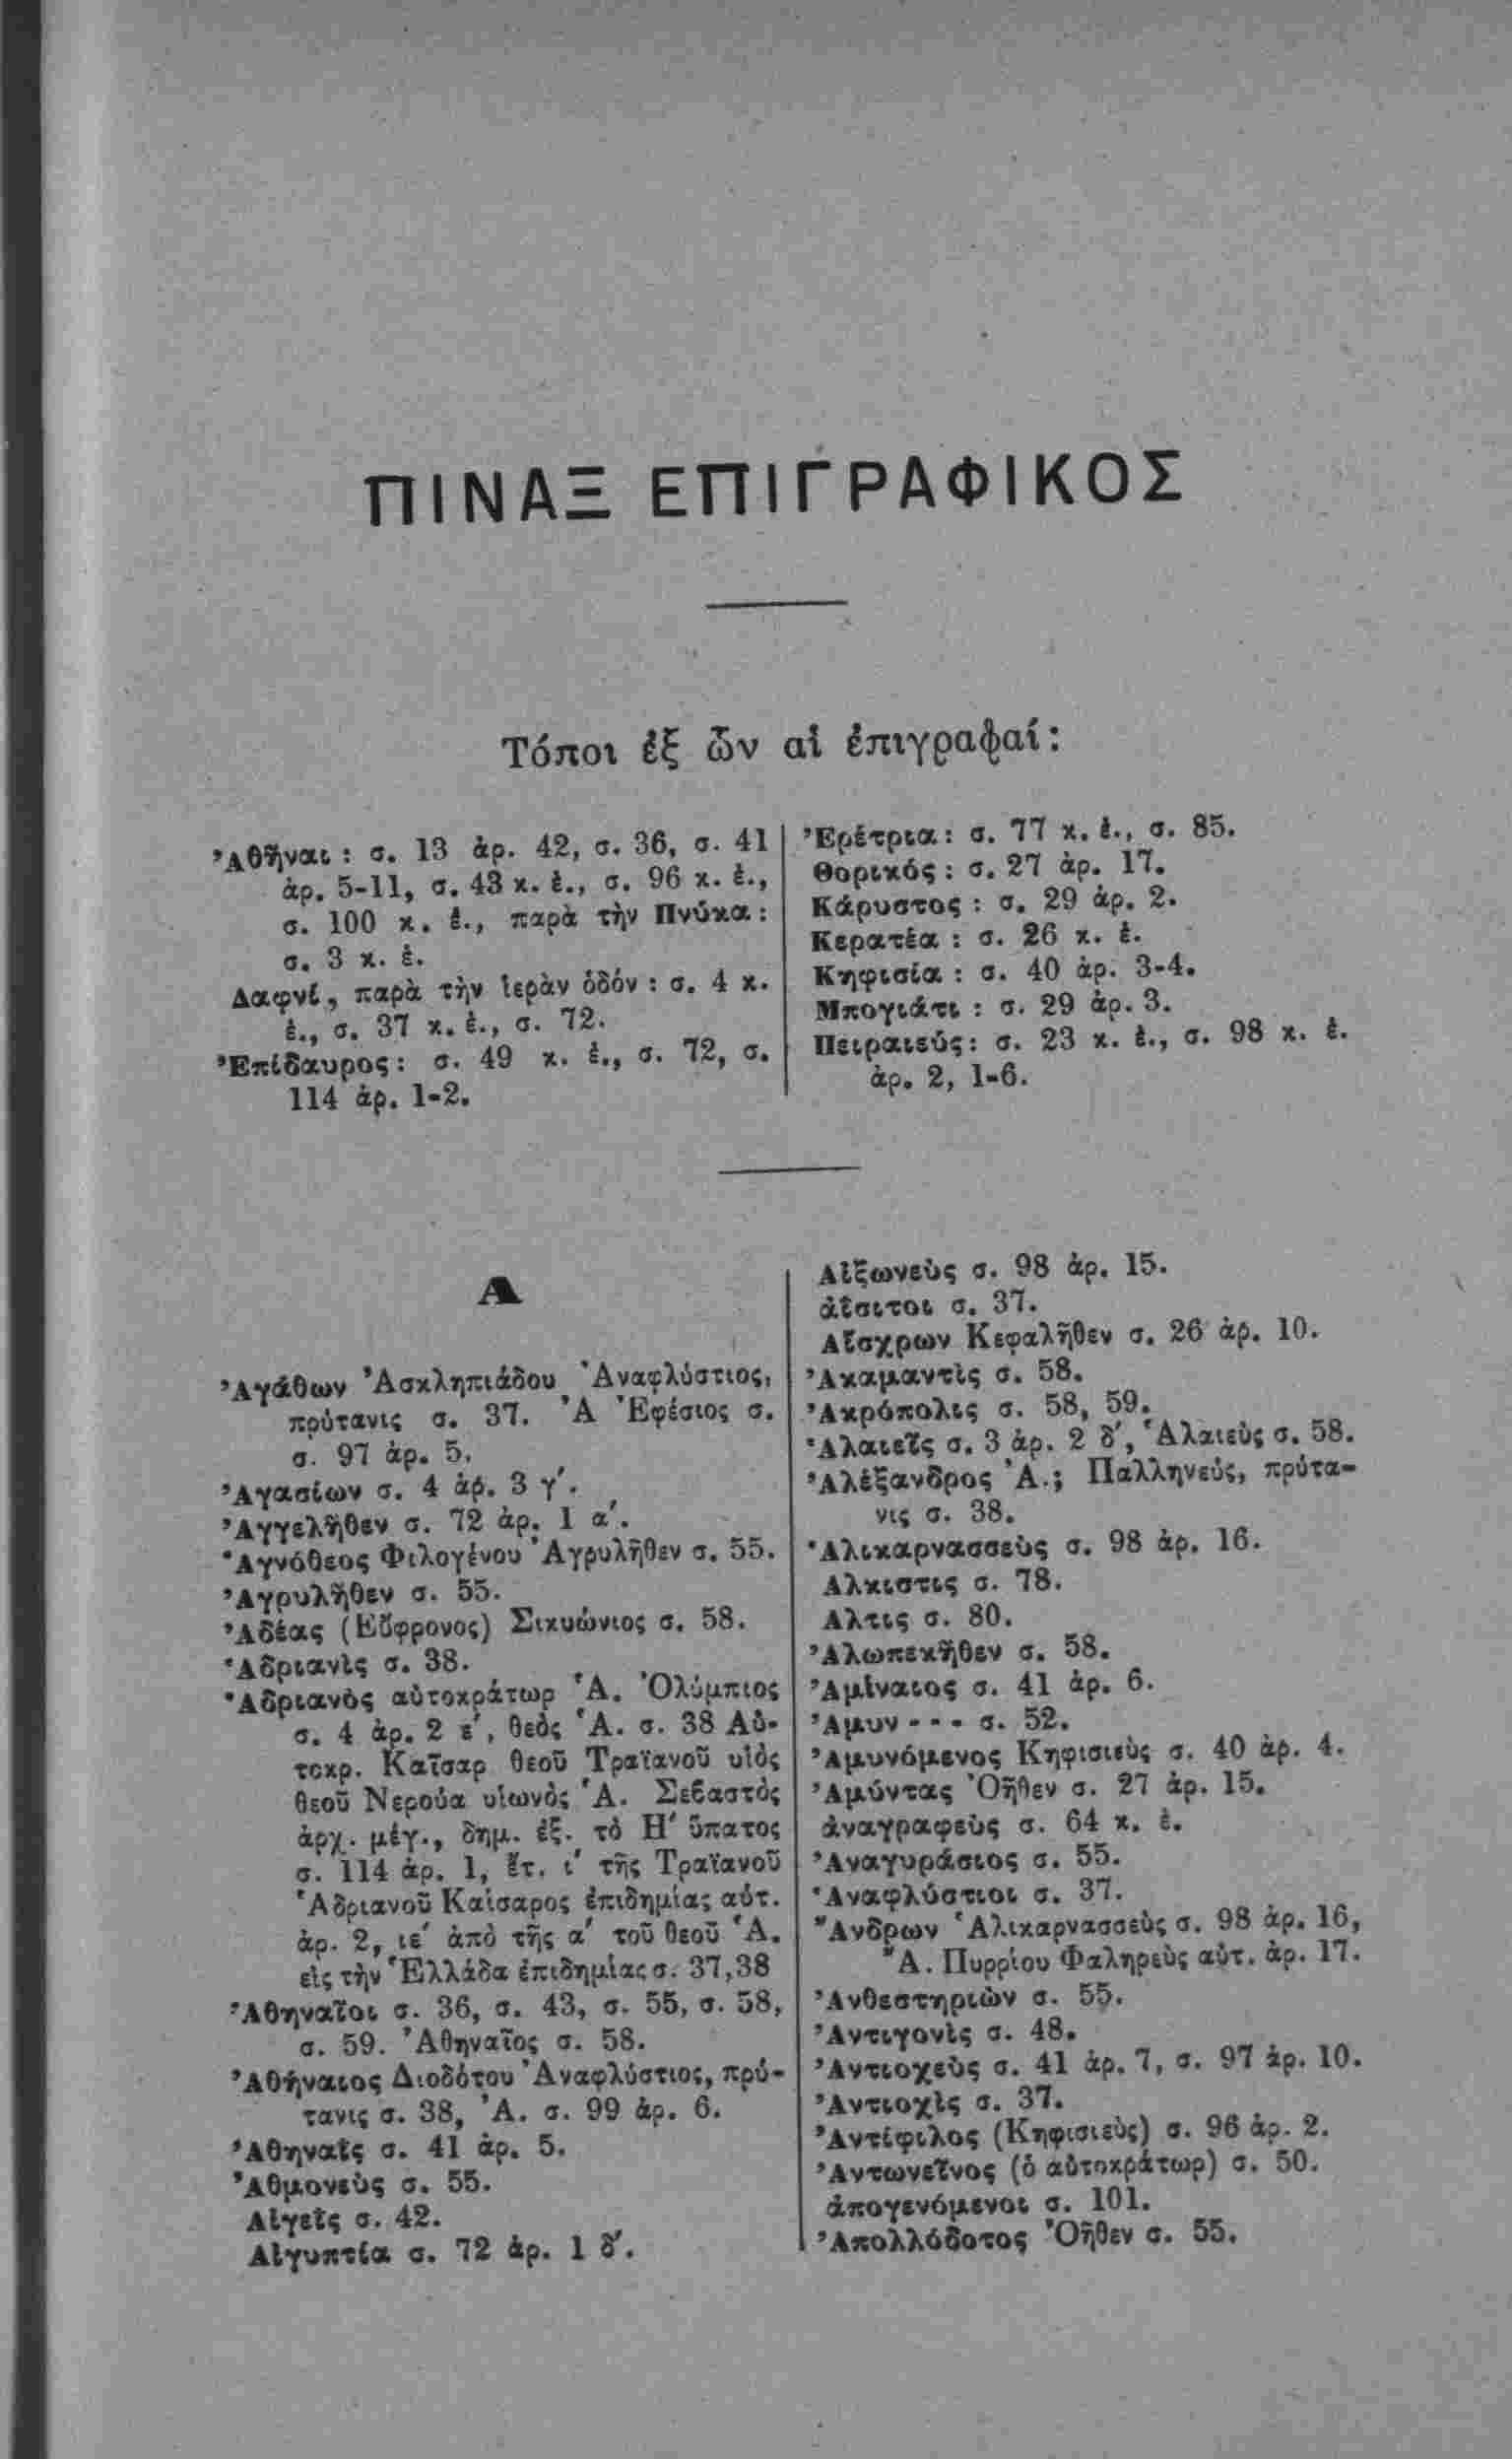 ΠΙΝΑΞ ΕΠΙΓΡΑΦΙΚΟΣ
Τόποι ἐξ ὧν αἱ ἐπιγραφαί:
Ἀθῆναι : σ. 13 ἀρ. 42, σ. 36, σ. 41
ἀρ. 5-11, σ. 43 κ. ἑ., σ. 96 κ. ἑ.,
σ. 100 κ. ἑ., παρὰ τὴν Πνύκα :
σ. 3 κ. ἑ.
Δαφνί, παρὰ τὴν ἱερὰν ὁδόν : σ. 4 κ.
ἑ., σ. 37 κ. ἑ., σ. 72.
Ἐπίδαυρος : σ. 49 κ. ἑ., σ. 72, σ.
114 ἀρ. 1-2.
Ἐρέτρια : σ. 77 κ. ἑ., σ. 85.
Θορικός : σ. 27 ἀρ. 17.
Κάρυστος : σ. 29 ἀρ. 2.
Κερατέα : σ. 26 κ. ἑ.
Κηφισία : σ. 40 ἀρ. 3-4.
Μπογιάτι : σ. 29 ἀρ. 3.
Πειραιεύς : σ. 23 κ. ἑ., σ. 98 κ. ἑ.
ἀρ. 2, 1-6.
Α
Ἀγάθων Ἀσκληπιάδου Ἀναφλύστιος,
πρύτανις σ. 37. Ἀ Ἐφέσιος σ.
σ. 97 ἀρ. 5.
Ἀγασίων σ. 4 ἀρ. 3 γ΄.
Ἀγγελῆθεν σ. 72 ἀρ. 1 α΄.
Ἁγνόθεος Φιλογένου Ἀγρυλῆθεν σ. 55.
Ἀγρυλῆθεν σ. 55.
Ἀδέας (Εὔφρονος) Σικυώνιος σ. 58.
Ἁδριανὶς σ. 38.
Ἁδριανὸς αὐτοκράτωρ Ἁ. Ὀλύμπιος
σ. 4 ἀρ. 2 ε΄, θεὸς Ἁ. σ. 38 Αὐ-
τοκρ. Καῖσαρ θεοῦ Τραϊανοῦ υἱὸς
θεοῦ Νερούα υἱωνὸς Ἁ. Σεβαστὸς
ἀρχ. μέγ., δημ. ἐξ. τὸ Η΄ ὕπατος
σ. 114 ἀρ. 1, ἔτ. ι΄ τῆς Τραϊανοῦ
Ἁδριανοῦ Καίσαρος ἐπιδημίας αὐτ.
ἀρ. 2, ιε΄ ἀπὸ τῆς α΄ τοῦ θεοῦ Ἁ.
εἰς τὴν Ἑλλάδα ἐπιδημίας σ. 37,38
Ἀθηναῖοι σ. 36, σ. 43, σ. 55, σ. 58,
σ. 59. Ἀθηναῖος σ. 58.
Ἀθήναιος Διοδότου Ἀναφλύστιος, πρύ-
τανις σ. 38, Ἀ. σ. 99 ἀρ. 6.
Ἀθηναῒς σ. 41 ἀρ. 5.
Ἀθμονεὺς σ. 55.
Αἰγεῒς σ. 42.
Αἰγυπτία σ. 72 ἀρ. 1 δ΄.
Αἰξωνεὺς σ. 98 ἀρ. 15.
ἀΐσιτοι σ. 37.
Αἴσχρων Κεφαλῆθεν σ. 26 ἀρ. 10.
Ἀκαμαντὶς σ. 58.
Ἀκρόπολις σ. 58, 59.
Ἁλαιεῖς σ. 3 ἀρ. 2 δ΄, Ἁλαιεὺς σ. 58.
Ἀλέξανδρος Ἀ.; Παλληνεύς, πρύτα-
νις σ. 38.
Ἁλικαρνασσεὺς σ. 98 ἀρ. 16.
Αλκιστις σ. 78.
Αλτις σ. 80.
Ἀλωπεκῆθεν σ. 58.
Ἀμίναιος σ. 41 ἀρ. 6.
Ἀμυν - - - σ. 52.
Ἀμυνόμενος Κηφισιεὺς σ. 40 ἀρ. 4.
Ἀμύντας Ὀῆθεν σ. 27 ἀρ. 15.
ἀναγραφεὺς σ. 64 κ. ἑ.
Ἀναγυράσιος σ. 55.
Ἀναφλύστιοι σ. 37.
Ἄνδρων Ἁλικαρνασσεὺς σ. 98 ἀρ. 16,
Ἄ. Πυρρίου Φαληρεὺς αὐτ. ἀρ. 17.
Ἀνθεστηριὼν σ. 55.
Ἀντιγονὶς σ. 48.
Ἀντιοχεὺς σ. 41 ἀρ. 7, σ. 97 ἀρ. 10.
Ἀντιοχὶς σ. 37.
Ἀντίφιλος (Κηφισιεὺς) σ. 96 ἀρ. 2.
Ἀντωνεῖνος (ὁ αὐτοκράτωρ) σ. 50.
ἀπογενόμενοι σ. 101.
Ἀπολλόδοτος Ὀῆθεν σ. 55.